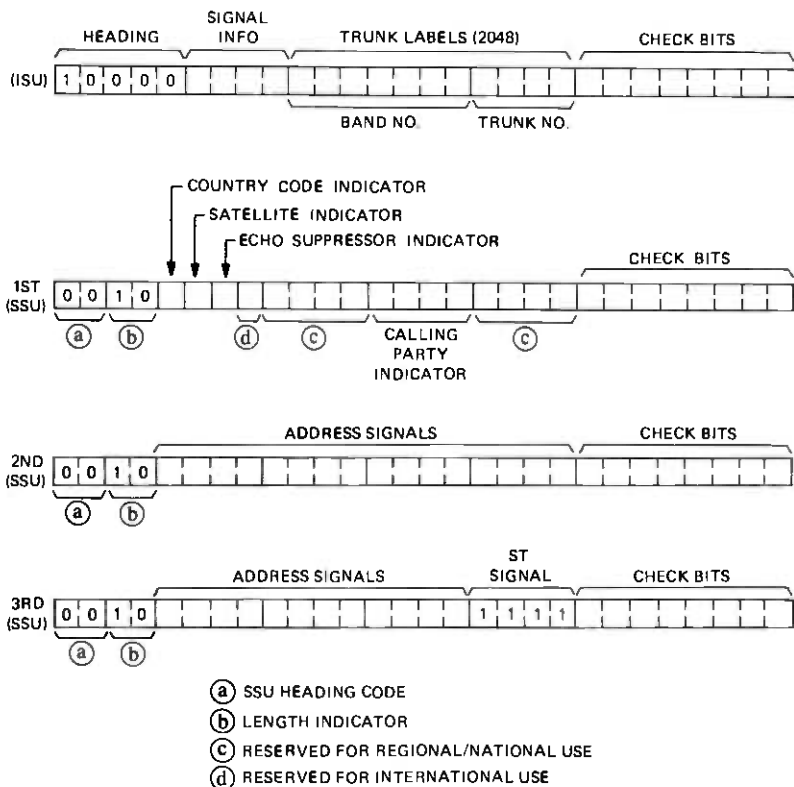 HEADING
SIGNAL INFO
TRUNK LABELS (2048)
CHECK BITS
(ISU)
1 0 0 0 0
BAND NO.
TRUNK NO.
COUNTRY CODE INDICATOR
SATELLITE INDICATOR
ECHO SUPPRESSOR INDICATOR
CHECK BITS
1ST (SSU)
0 0 1 0
a
b
d
c
CALLING PARTY INDICATOR
c
ADDRESS SIGNALS
CHECK BITS
2ND (SSU)
0 0 1 0
a
b
ADDRESS SIGNALS
ST SIGNAL
CHECK BITS
3RD (SSU)
0 0 1 0
1 1 1 1
a
b
a SSU HEADING CODE
b LENGTH INDICATOR
c RESERVED FOR REGIONAL/NATIONAL USE
d RESERVED FOR INTERNATIONAL USE